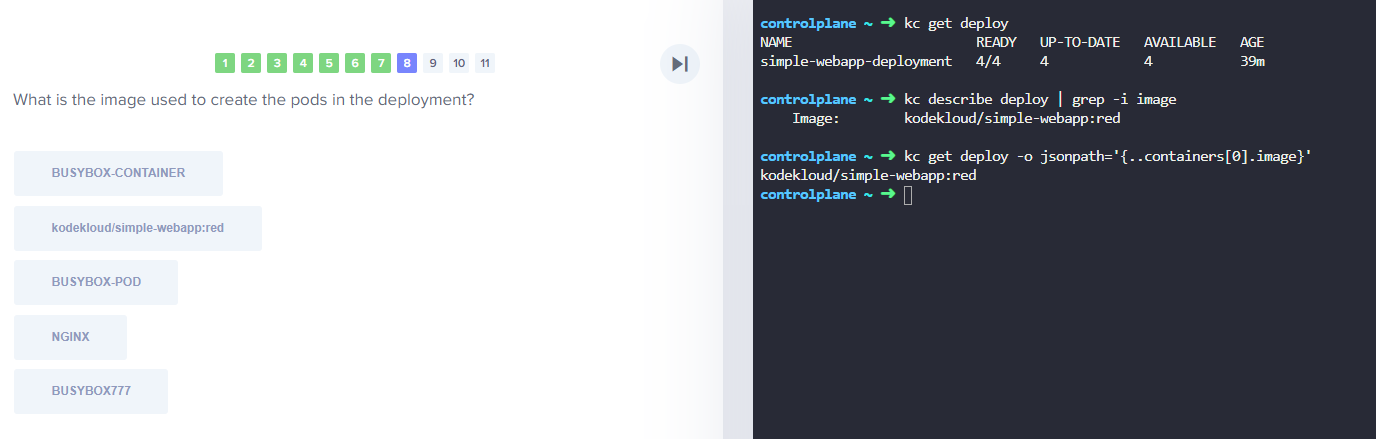 1 2 3 4 5 6 7 8 9 10 11
What is the image used to create the pods in the deployment?
BUSYBOX-CONTAINER
kodekloud/simple-webapp:red
BUSYBOX-POD
NGINX
BUSYBOX777
controlplane ~ ➜ kc get deploy
NAME READY UP-TO-DATE AVAILABLE AGE
simple-webapp-deployment 4/4 4 4 39m
controlplane ~ ➜ kc describe deploy | grep -i image
Image: kodekloud/simple-webapp:red
controlplane ~ ➜ kc get deploy -o jsonpath='{..containers[0].image}'
kodekloud/simple-webapp:red
controlplane ~ ➜